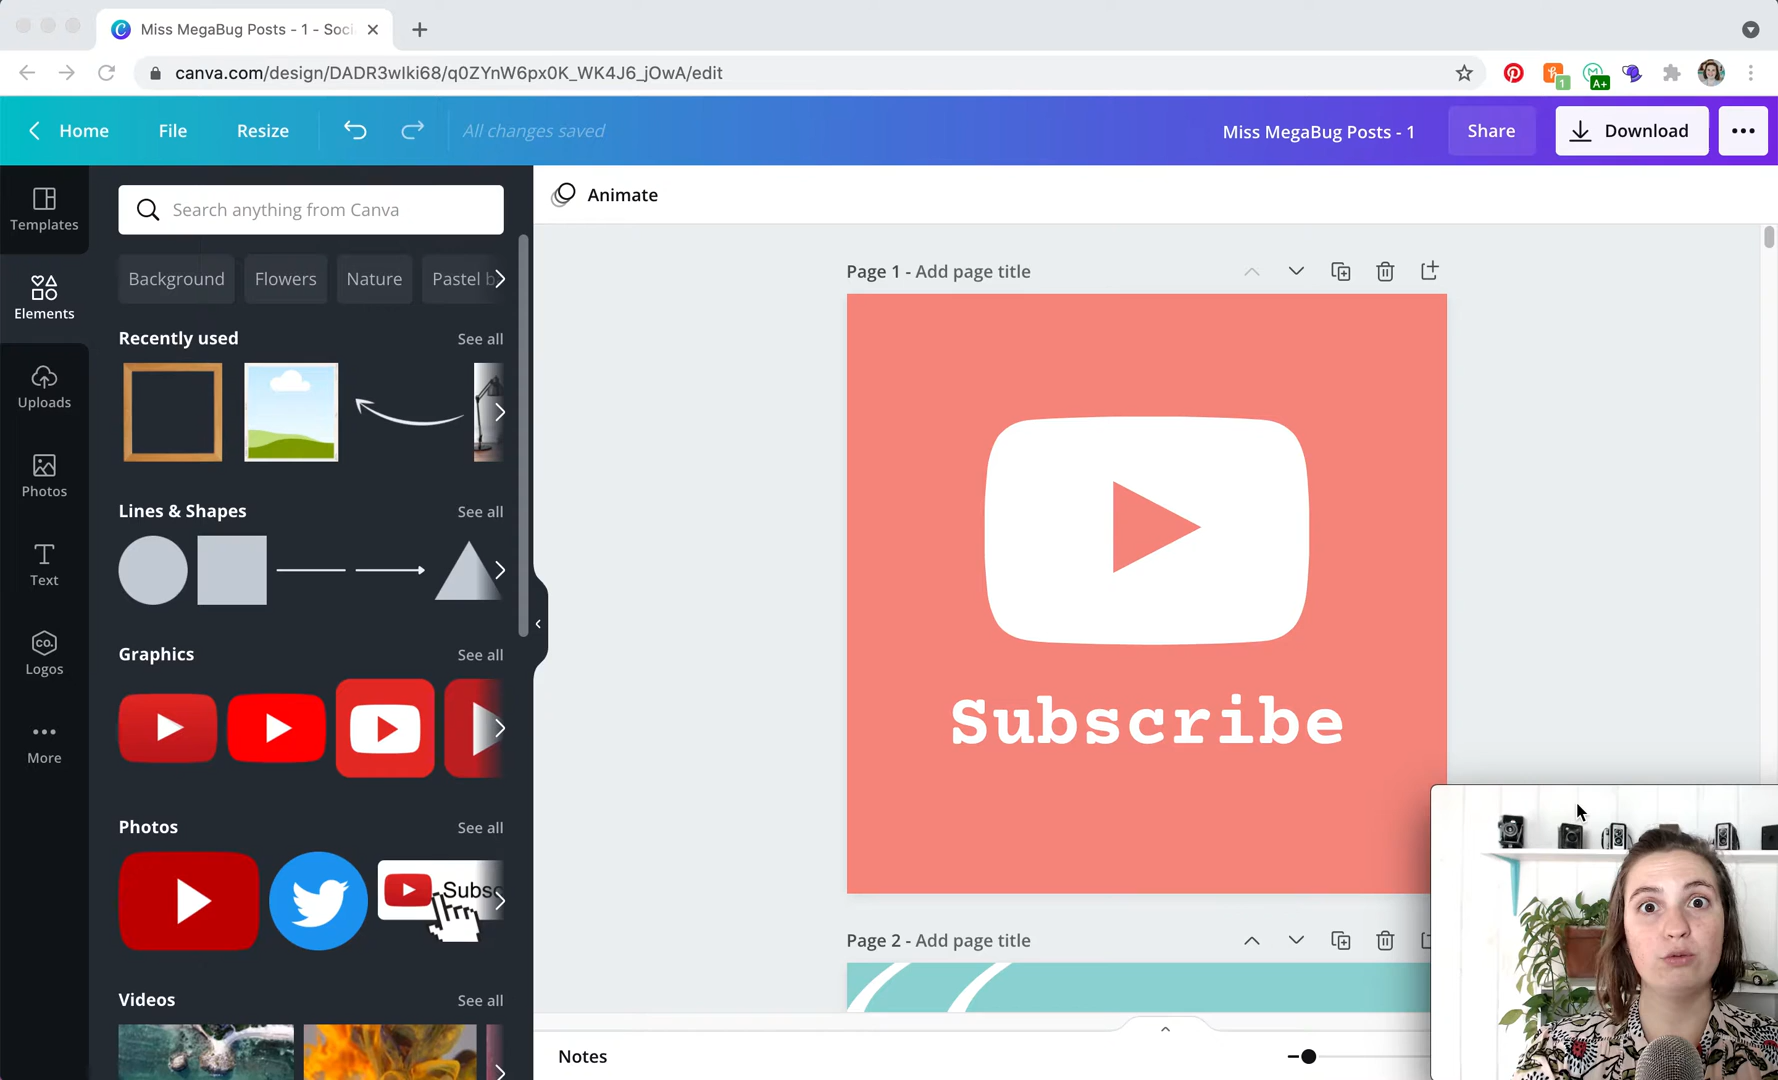 Miss MegaBug Posts - 1 - Soci
canva.com/design/DADR3wIki68/q0ZYnW6px0K_WK4J6_jOwA/edit
1
A+
Home
File
Resize
All changes saved
Miss MegaBug Posts - 1
Share
Download
Templates
Elements
Uploads
Photos
Text
CO.
Logos
More
Search anything from Canva
Background
Flowers
Nature
Pastel b
Recently used
See all
Lines & Shapes
See all
Graphics
See all
Photos
See all
Subsc
Videos
See all
Animate
Page 1 - Add page title
Subscribe
Page 2 - Add page title
Notes